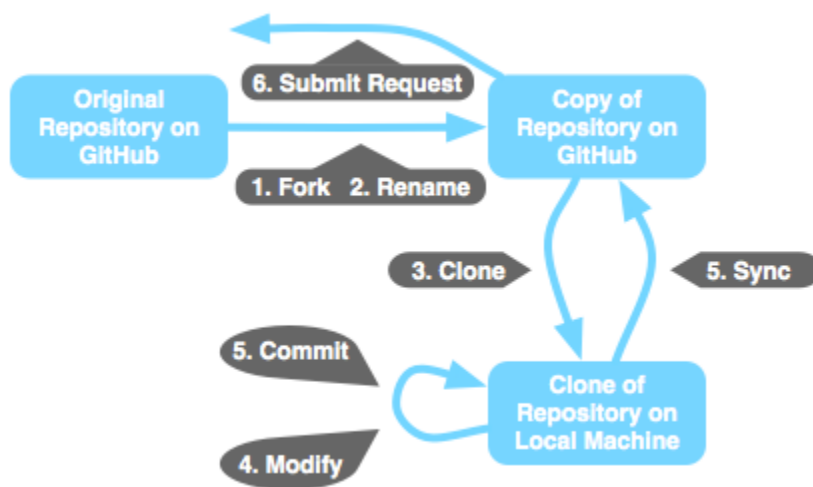 6. Submit Request
Original
Repository on
GitHub
Copy of
Repository on
GitHub
1. Fork 2. Rename
3. Clone
5. Sync
5. Commit
Clone of
Repository on
Local Machine
4. Modify